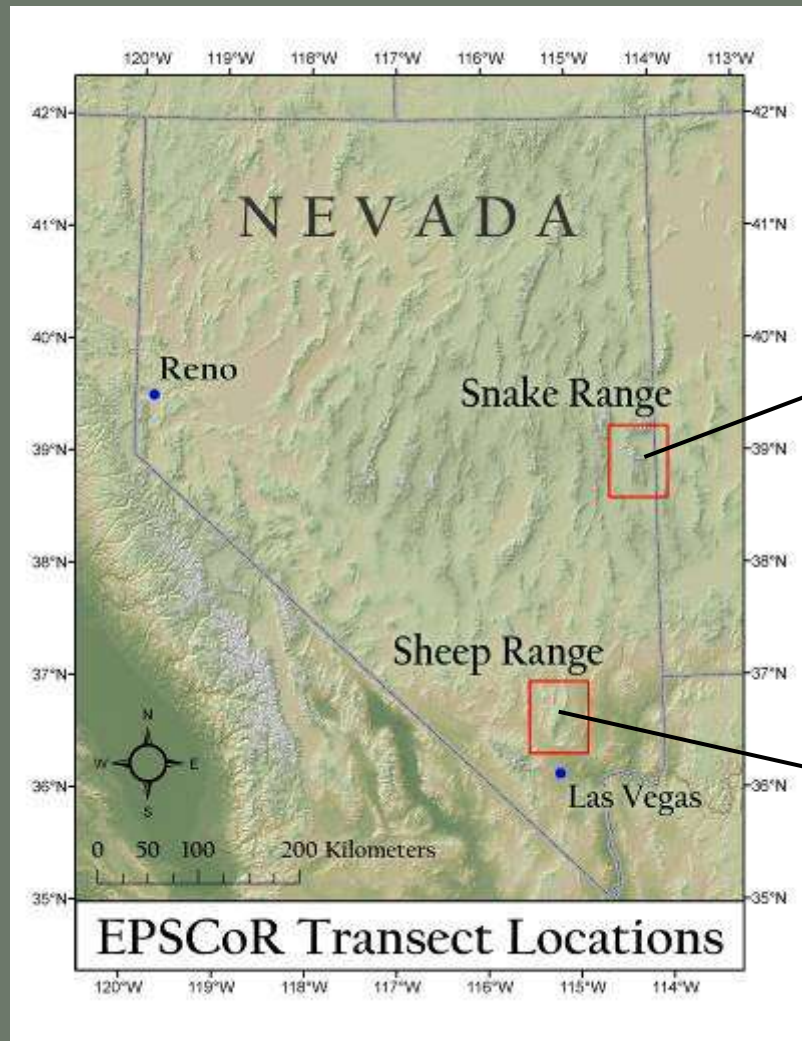 120°W 119°W 118°W 117°W 116°W 115°W 114°W 113°W
42°N 42°N
NEVADA
41°N 41°N
40°N 40°N
Reno
Snake Range
39°N 39°N
38°N 38°N
Sheep Range
37°N 37°N
N
W E
S
36°N 36°N
Las Vegas
0 50 100 200 Kilometers
35°N 35°N
EPSCoR Transect Locations
120°W 119°W 118°W 117°W 116°W 115°W 114°W